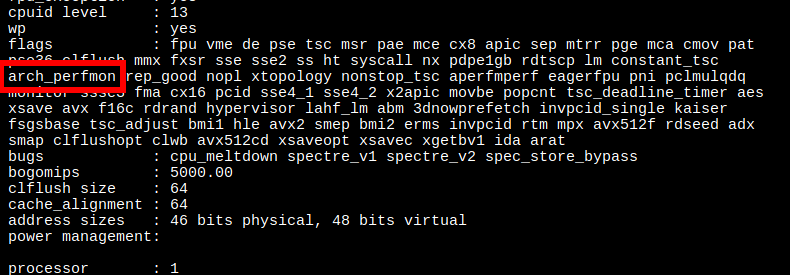 cpuid level : 13
wp : yes
flags : fpu vme de pse tsc msr pae mce cx8 apic sep mtrr pge mca cmov pat
pse36 clflush mmx fxsr sse sse2 ss ht syscall nx pdpe1gb rdtscp lm constant_tsc
arch_perfmon rep_good nopl xtopology nonstop_tsc aperfmperf eagerfpu pni pclmulqdq
monitor ssse3 fma cx16 pcid sse4_1 sse4_2 x2apic movbe popcnt tsc_deadline_timer aes
xsave avx f16c rdrand hypervisor lahf_lm abm 3dnowprefetch invpcid_single kaiser
fsgsbase tsc_adjust bmi1 hle avx2 smep bmi2 erms invpcid rtm mpx avx512f rdseed adx
smap clflushopt clwb avx512cd xsaveopt xsavec xgetbv1 ida arat
bugs : cpu_meltdown spectre_v1 spectre_v2 spec_store_bypass
bogomips : 5000.00
clflush size : 64
cache_alignment : 64
address sizes : 46 bits physical, 48 bits virtual
power management:
processor : 1